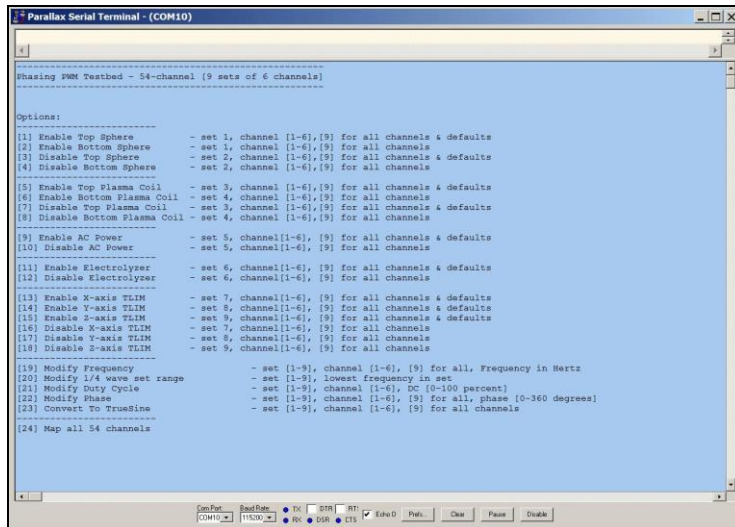 Parallax Serial Terminal - (COM10)
--------------------------------------------------------
Phasing PWM Testbed - 54-channel [9 sets of 6 channels]
--------------------------------------------------------
Options:
-------------------------
[1] Enable Top Sphere - set 1, channel [1-6],[9] for all channels & defaults
[2] Enable Bottom Sphere - set 1, channel [1-6],[9] for all channels
[3] Disable Top Sphere - set 2, channel [1-6],[9] for all channels & defaults
[4] Disable Bottom Sphere - set 2, channel [1-6],[9] for all channels
-------------------------
[5] Enable Top Plasma Coil - set 3, channel [1-6],[9] for all channels & defaults
[6] Enable Bottom Plasma Coil - set 4, channel [1-6],[9] for all channels
[7] Disable Top Plasma Coil - set 3, channel [1-6],[9] for all channels & defaults
[8] Disable Bottom Plasma Coil - set 4, channel [1-6],[9] for all channels
-------------------------
[9] Enable AC Power - set 5, channel[1-6], [9] for all channels & defaults
[10] Disable AC Power - set 5, channel[1-6], [9] for all channels
-------------------------
[11] Enable Electrolyzer - set 6, channel[1-6], [9] for all channels & defaults
[12] Disable Electrolyzer - set 6, channel[1-6], [9] for all channels
-------------------------
[13] Enable X-axis TLIM - set 7, channel[1-6], [9] for all channels & defaults
[14] Enable Y-axis TLIM - set 8, channel[1-6], [9] for all channels & defaults
[15] Enable Z-axis TLIM - set 9, channel[1-6], [9] for all channels & defaults
[16] Disable X-axis TLIM - set 7, channel[1-6], [9] for all channels
[17] Disable Y-axis TLIM - set 8, channel[1-6], [9] for all channels
[18] Disable Z-axis TLIM - set 9, channel[1-6], [9] for all channels
-------------------------
[19] Modify Frequency - set [1-9], channel [1-6], [9] for all, Frequency in Hertz
[20] Modify 1/4 wave set range - set [1-9], lowest frequency in set
[21] Modify Duty Cycle - set [1-9], channel [1-6], DC [0-100 percent]
[22] Modify Phase - set [1-9], channel [1-6], [9] for all, phase [0-360 degrees]
[23] Convert To TrueSine - set [1-9], channel [1-6], [9] for all channels
-------------------------
[24] Map all 54 channels
Com Port: Baud Rate: TX DTR RTS
COM10 115200 RX DSR CTS Echo O Prefs... Clear Pause Disable